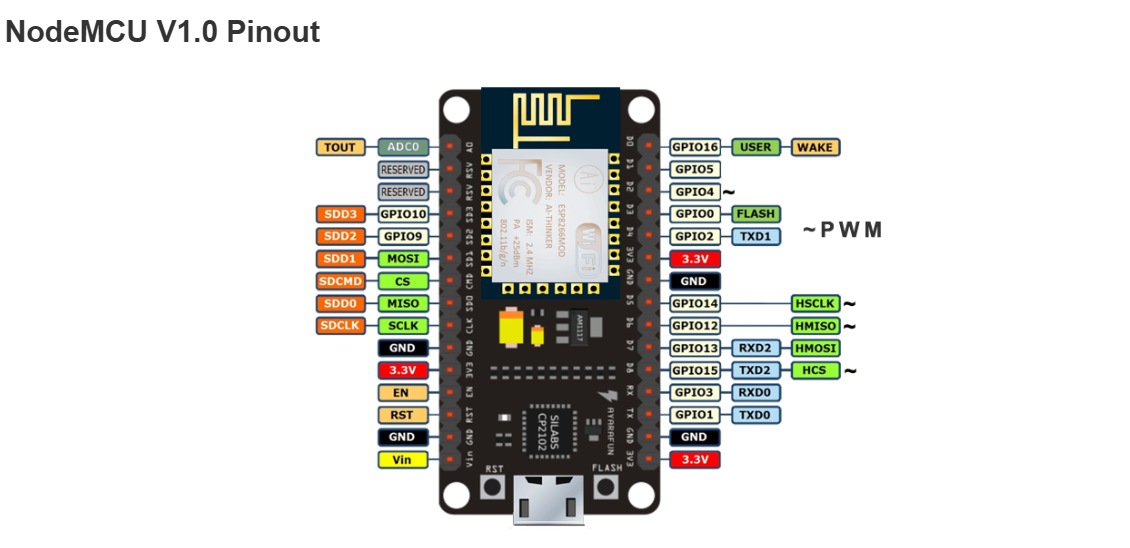 NodeMCU V1.0 Pinout
TOUT ADC0 A0 D0 GPIO16 USER WAKE
RESERVED RSV D1 GPIO5
RESERVED RSV D2 GPIO4 ~
SDD3 GPIO10 SD3 D3 GPIO0 FLASH
SDD2 GPIO9 SD2 D4 GPIO2 TXD1
~PWM
SDD1 MOSI SD1 3V3 3.3V
SDCMD CS CMD GND GND
SDD0 MISO SD0 D5 GPIO14 HSCLK ~
SDCLK SCLK CLK D6 GPIO12 HMISO ~
GND GND D7 GPIO13 RXD2 HMOSI
3.3V 3V3 D8 GPIO15 TXD2 HCS ~
EN EN RX GPIO3 RXD0
RST RST TX GPIO1 TXD0
GND GND GND GND
Vin Vin 3V3 3.3V
MODEL: ESP8266MOD
VENDOR: AI-THINKER
ISM: 2.4 MHZ
PA +25dBm
802.11b/g/n
FC
AI
Wi Fi
AM1117
SILABS
CP2102
AYARAFUN
RST
FLASH